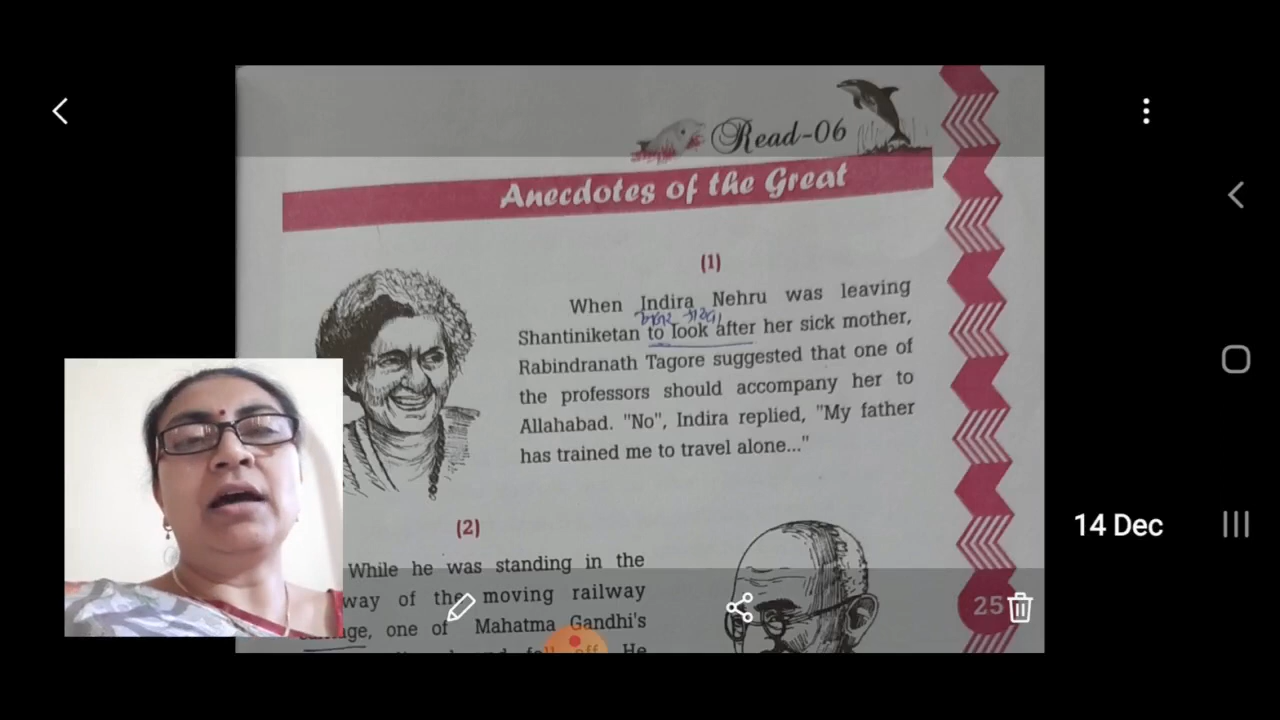 Read-06
Anecdotes of the Great
(1)
When Indira Nehru was leaving
Shantiniketan to look after her sick mother,
Rabindranath Tagore suggested that one of
the professors should accompany her to
Allahabad. "No", Indira replied, "My father
has trained me to travel alone..."
14 Dec
(2)
While he was standing in the
way of the moving railway
one of Mahatma Gandhi's
off. He
25